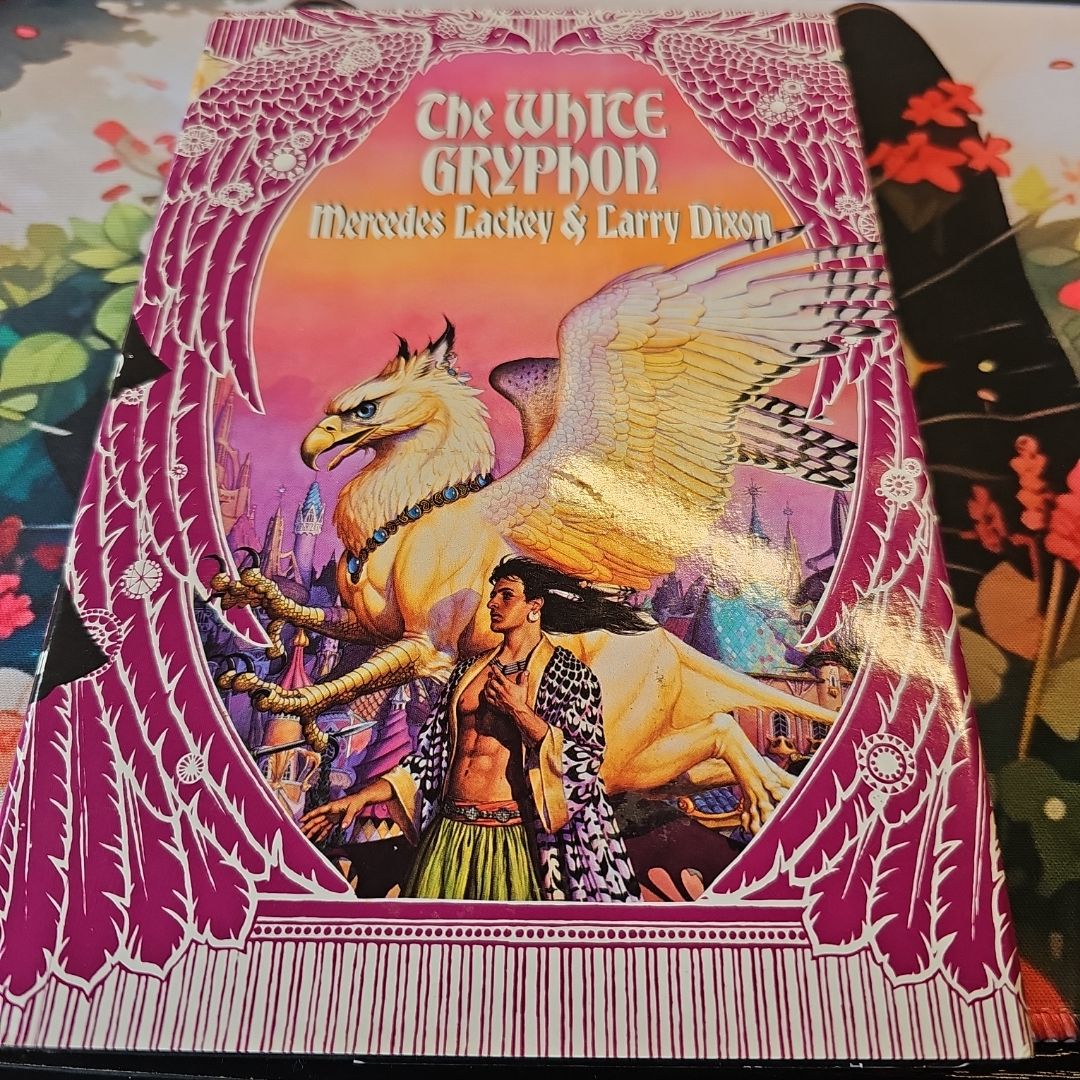 The WHITE
GRYPHON
Mercedes Lackey & Larry Dixon